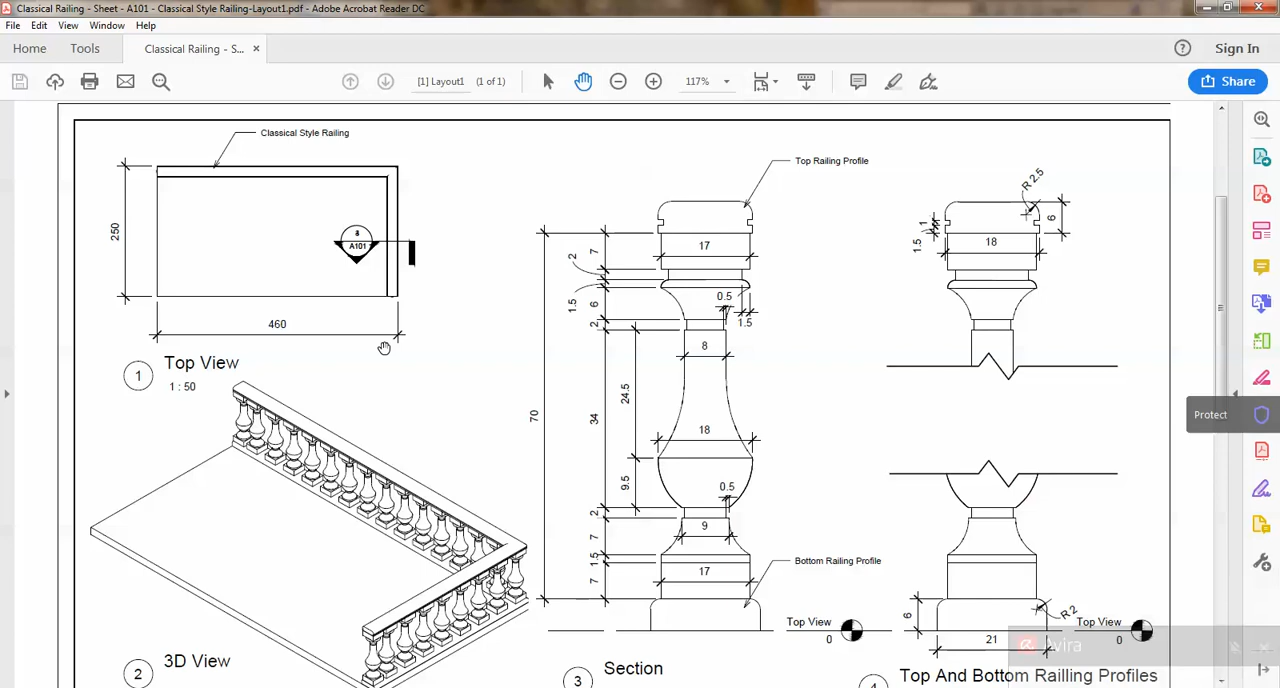 Classical Railing - Sheet - A101 - Classical Style Railing-Layout1.pdf - Adobe Acrobat Reader DC
File Edit View Window Help
Home Tools Classical Railing - S... × Sign In
[1] Layout1 (1 of 1) 117% Share
Classical Style Railing
250
8
A101
460
1 Top View
1 : 50
2 3D View
Top Railing Profile
17
7
2
1.5
6
2
0.5
1.5
8
24.5
34
70
18
9.5
0.5
2
9
7
1.5
17
7
Bottom Railing Profile
Top View
0
3 Section
R 2.5
6
1
1.5
18
R 2
6
21
Top View
0
4 Top And Bottom Railling Profiles
Protect
Avira